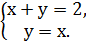 x + y = 2,
y = x.